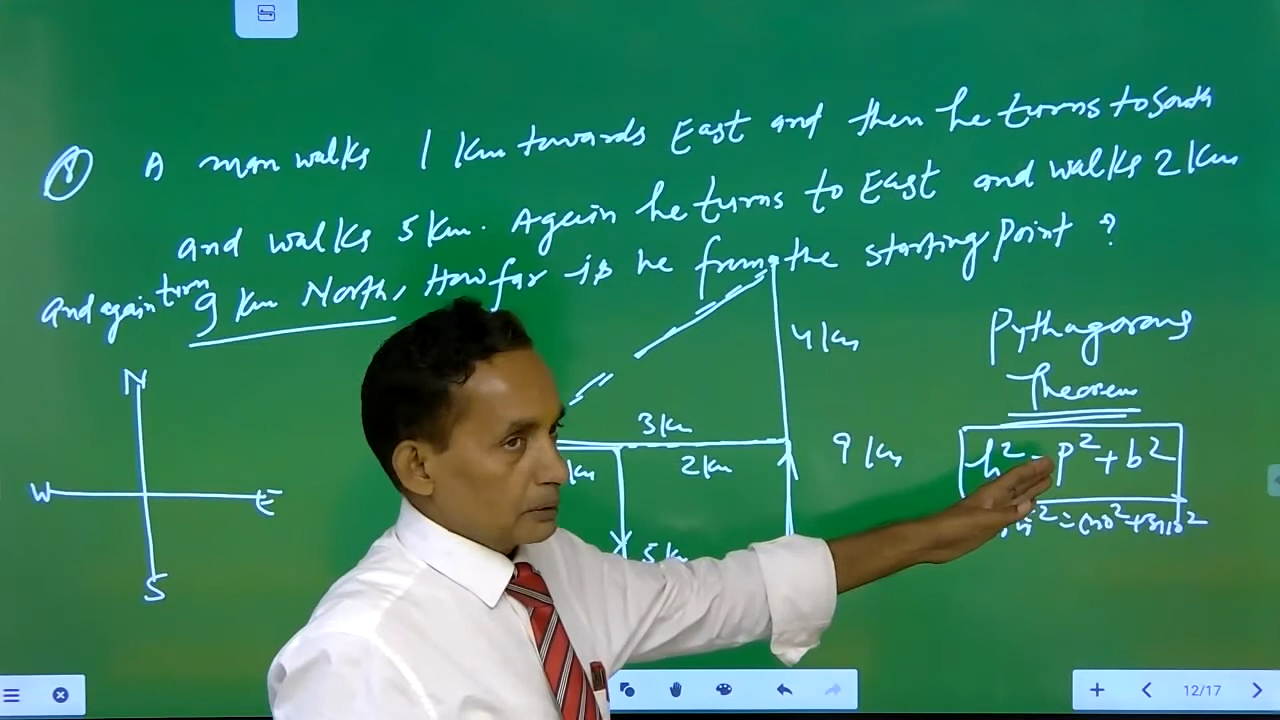 A man walks 1 Km towards East and then he turns to South
and walks 5 Km. Again he turns to East and walks 2 Km
and again turn 9 Km North, How far is he from the starting point ?
N
W
E
S
4 Km
3 Km
Km
2 Km
9 Km
5 Km
Pythagoras
Theorem
h² = p² + b²
12/17